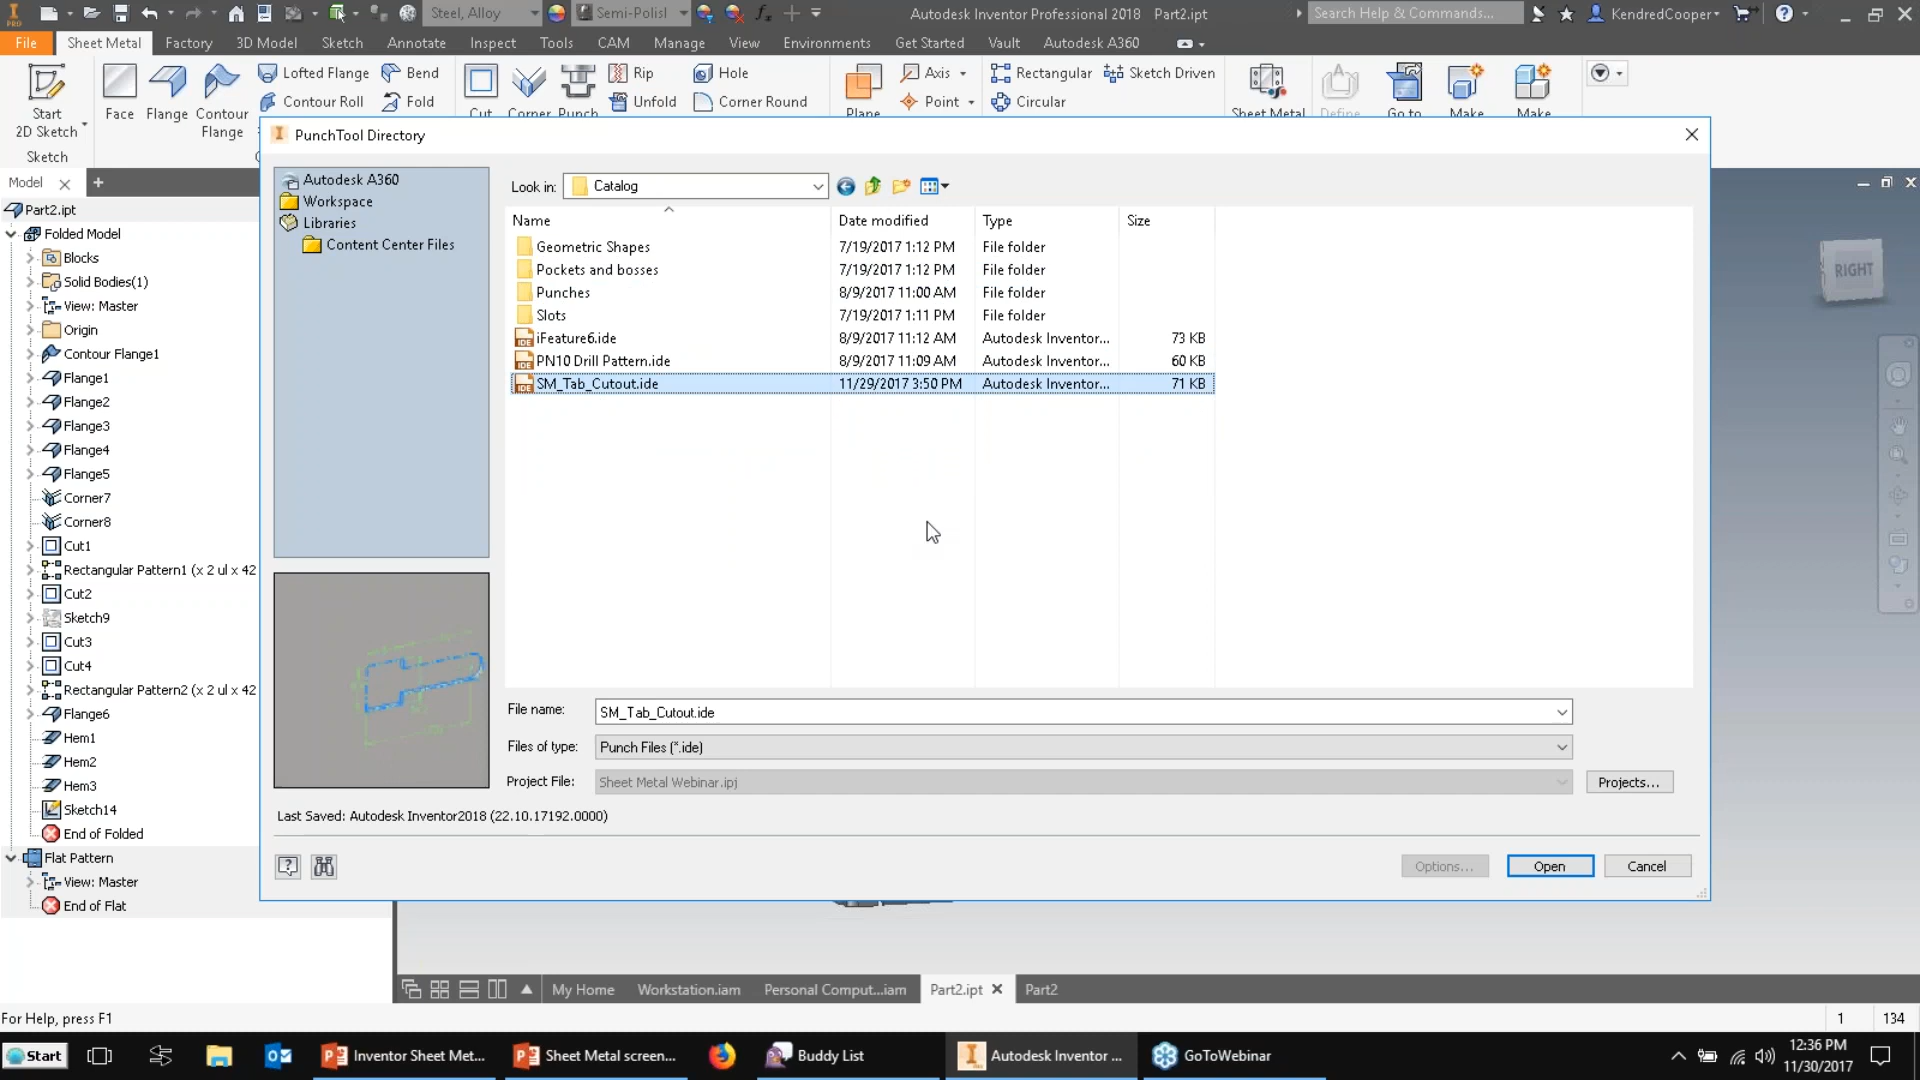 Steel, Alloy
Semi-Polisl
Autodesk Inventor Professional 2018 Part2.ipt
Search Help & Commands...
KendredCooper
PRO
File
Sheet Metal
Factory
3D Model
Sketch
Annotate
Inspect
Tools
CAM
Manage
View
Environments
Get Started
Vault
Autodesk A360
Start
2D Sketch
Sketch
Face
Flange
Contour
Flange
Lofted Flange
Contour Roll
Bend
Fold
Cut
Corner
Punch
Rip
Unfold
Hole
Corner Round
Plane
Axis
Point
Rectangular
Circular
Sketch Driven
Sheet Metal
Define
Go to
Make
Make
PunchTool Directory
Model
Part2.ipt
Folded Model
Blocks
Solid Bodies(1)
View: Master
Origin
Contour Flange1
Flange1
Flange2
Flange3
Flange4
Flange5
Corner7
Corner8
Cut1
Rectangular Pattern1 (x 2 ul x 42
Cut2
Sketch9
Cut3
Cut4
Rectangular Pattern2 (x 2 ul x 42
Flange6
Hem1
Hem2
Hem3
Sketch14
End of Folded
Flat Pattern
View: Master
End of Flat
Autodesk A360
Workspace
Libraries
Content Center Files
Look in: Catalog
Name Date modified Type Size
Geometric Shapes 7/19/2017 1:12 PM File folder
Pockets and bosses 7/19/2017 1:12 PM File folder
Punches 8/9/2017 11:00 AM File folder
Slots 7/19/2017 1:11 PM File folder
iFeature6.ide 8/9/2017 11:12 AM Autodesk Inventor... 73 KB
PN10 Drill Pattern.ide 8/9/2017 11:09 AM Autodesk Inventor... 60 KB
SM_Tab_Cutout.ide 11/29/2017 3:50 PM Autodesk Inventor... 71 KB
File name: SM_Tab_Cutout.ide
Files of type: Punch Files (*.ide)
Project File: Sheet Metal Webinar.ipj
Projects...
Last Saved: Autodesk Inventor2018 (22.10.17192.0000)
Options...
Open
Cancel
RIGHT
My Home
Workstation.iam
Personal Comput...iam
Part2.ipt
Part2
For Help, press F1
1 134
Start
Inventor Sheet Met...
Sheet Metal screen...
Buddy List
Autodesk Inventor ...
GoToWebinar
12:36 PM
11/30/2017